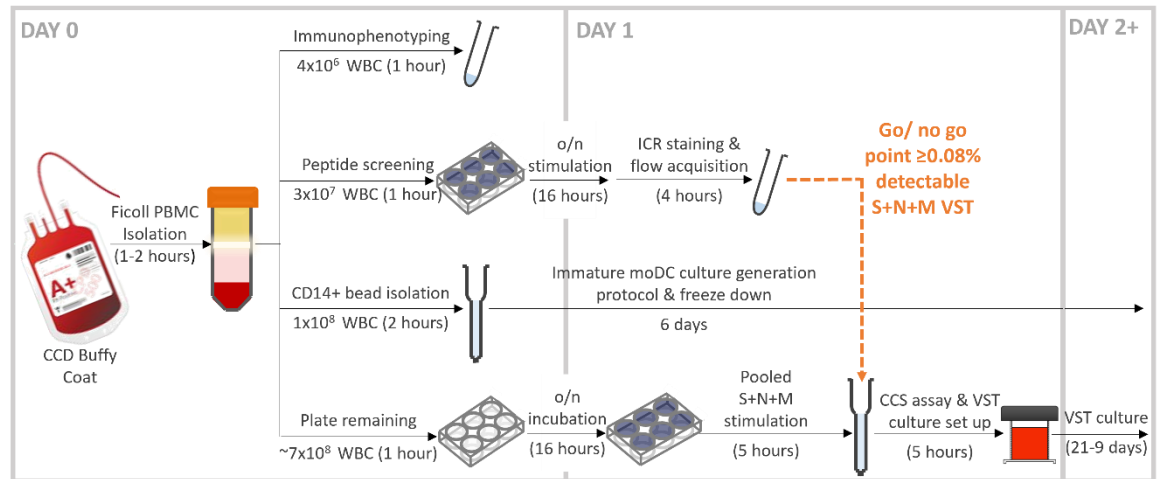 DAY 0
DAY 1
DAY 2+
Immunophenotyping
4x10⁶ WBC (1 hour)
Peptide screening
3x10⁷ WBC (1 hour)
o/n
stimulation
(16 hours)
ICR staining &
flow acquisition
(4 hours)
Go/ no go
point ≥0.08%
detectable
S+N+M VST
Ficoll PBMC
Isolation
(1-2 hours)
A+
CCD Buffy
Coat
CD14+ bead isolation
1x10⁸ WBC (2 hours)
Immature moDC culture generation
protocol & freeze down
6 days
Plate remaining
~7x10⁸ WBC (1 hour)
o/n
incubation
(16 hours)
Pooled
S+N+M
stimulation
(5 hours)
CCS assay & VST
culture set up
(5 hours)
VST culture
(21-9 days)